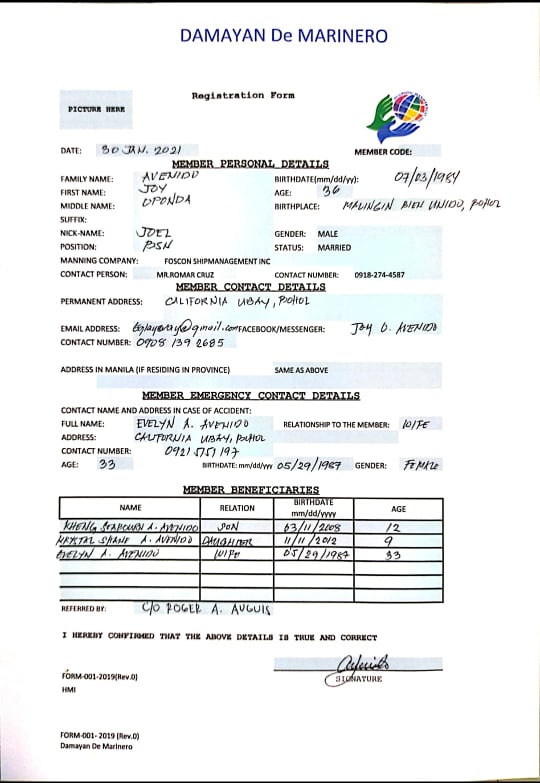 DAMAYAN De MARINERO
Registration Form
PICTURE HERE
DATE: 30 JAN. 2021 MEMBER CODE:
MEMBER PERSONAL DETAILS
FAMILY NAME: AVENIDO BIRTHDATE(mm/dd/yy): 07/03/1984
FIRST NAME: JOY AGE: 36
MIDDLE NAME: OPONDA BIRTHPLACE: MALINGIN BIEN UNIDO, BOHOL
SUFFIX:
NICK-NAME: JOEL GENDER: MALE
POSITION: BSN STATUS: MARRIED
MANNING COMPANY: FOSCON SHIPMANAGEMENT INC
CONTACT PERSON: MR.ROMAR CRUZ CONTACT NUMBER: 0918-274-4587
MEMBER CONTACT DETAILS
PERMANENT ADDRESS: CALIFORNIA UBAY, BOHOL
EMAIL ADDRESS: @gmail.com FACEBOOK/MESSENGER: JOY O. AVENIDO
CONTACT NUMBER: 0908 139 2685
ADDRESS IN MANILA (IF RESIDING IN PROVINCE) SAME AS ABOVE
MEMBER EMERGENCY CONTACT DETAILS
CONTACT NAME AND ADDRESS IN CASE OF ACCIDENT:
FULL NAME: EVELYN A. AVENIDO RELATIONSHIP TO THE MEMBER: WIFE
ADDRESS: CALIFORNIA UBAY, BOHOL
CONTACT NUMBER:
AGE: 33 BIRTHDATE: mm/dd/yyy 05/29/1987 GENDER: FEMALE
MEMBER BENEFICIARIES
NAME RELATION BIRTHDATE mm/dd/yyyy AGE
KHENG A. AVENIDO SON 03/11/2008 12
KRYSTAL SHANE A. AVENIDO DAUGHTER 11/11/2012 9
EVELYN A. AVENIDO WIFE 05/29/1987 33
REFERRED BY: C/O ROGER A. AUGUIS
I HEREBY CONFIRMED THAT THE ABOVE DETAILS IS TRUE AND CORRECT
SIGNATURE
FORM-001-2019(Rev.0)
HMI
FORM-001- 2019 (Rev.0)
Damayan De Marinero